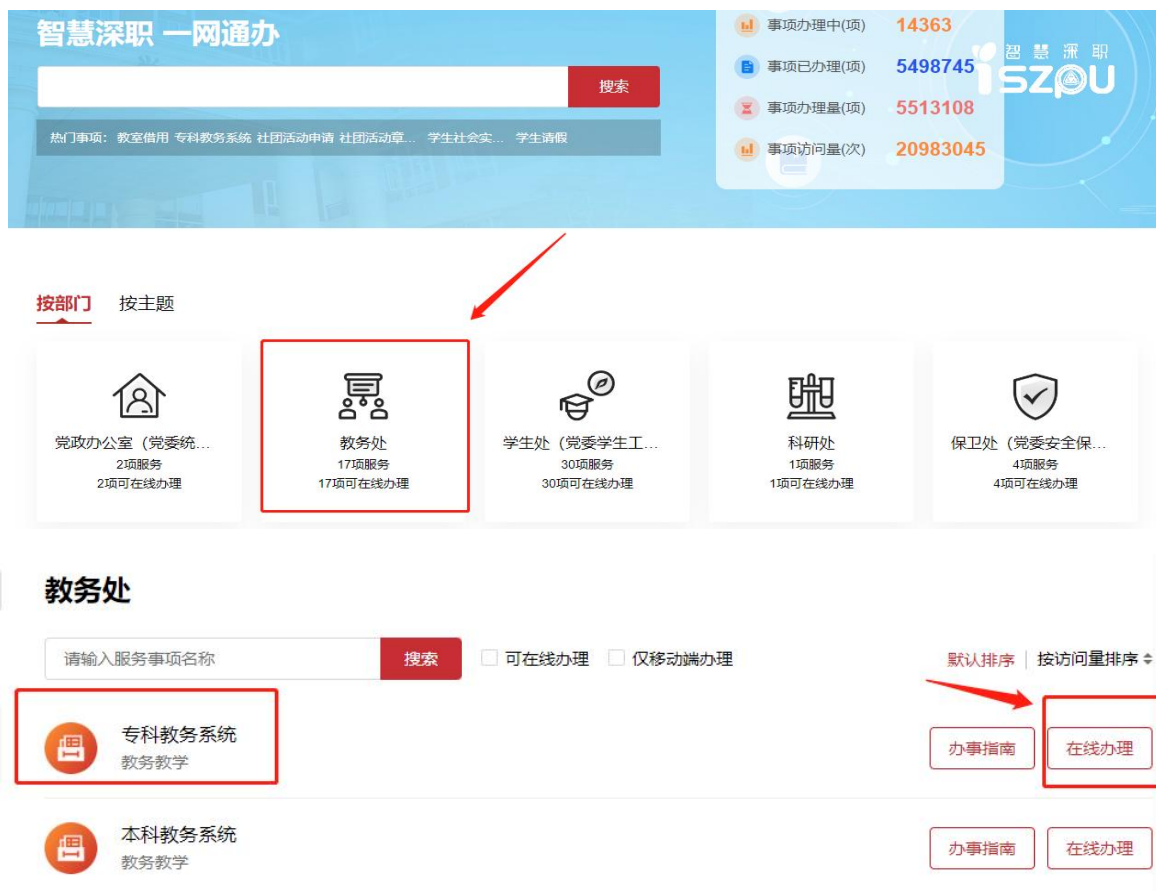 智慧深职 一网通办
搜索
热门事项: 教室借用 专科教务系统 社团活动申请 社团活动章... 学生社会实... 学生请假
事项办理中(项) 14363
事项已办理(项) 5498745
事项办理量(项) 5513108
事项访问量(次) 20983045
智慧深职
iSZPU
按部门 按主题
党政办公室（党委统...
2项服务
2项可在线办理
教务处
17项服务
17项可在线办理
学生处（党委学生工...
30项服务
30项可在线办理
科研处
1项服务
1项可在线办理
保卫处（党委安全保...
4项服务
4项可在线办理
教务处
请输入服务事项名称 搜索 可在线办理 仅移动端办理 默认排序 | 按访问量排序
专科教务系统
教务教学
办事指南 在线办理
本科教务系统
教务教学
办事指南 在线办理